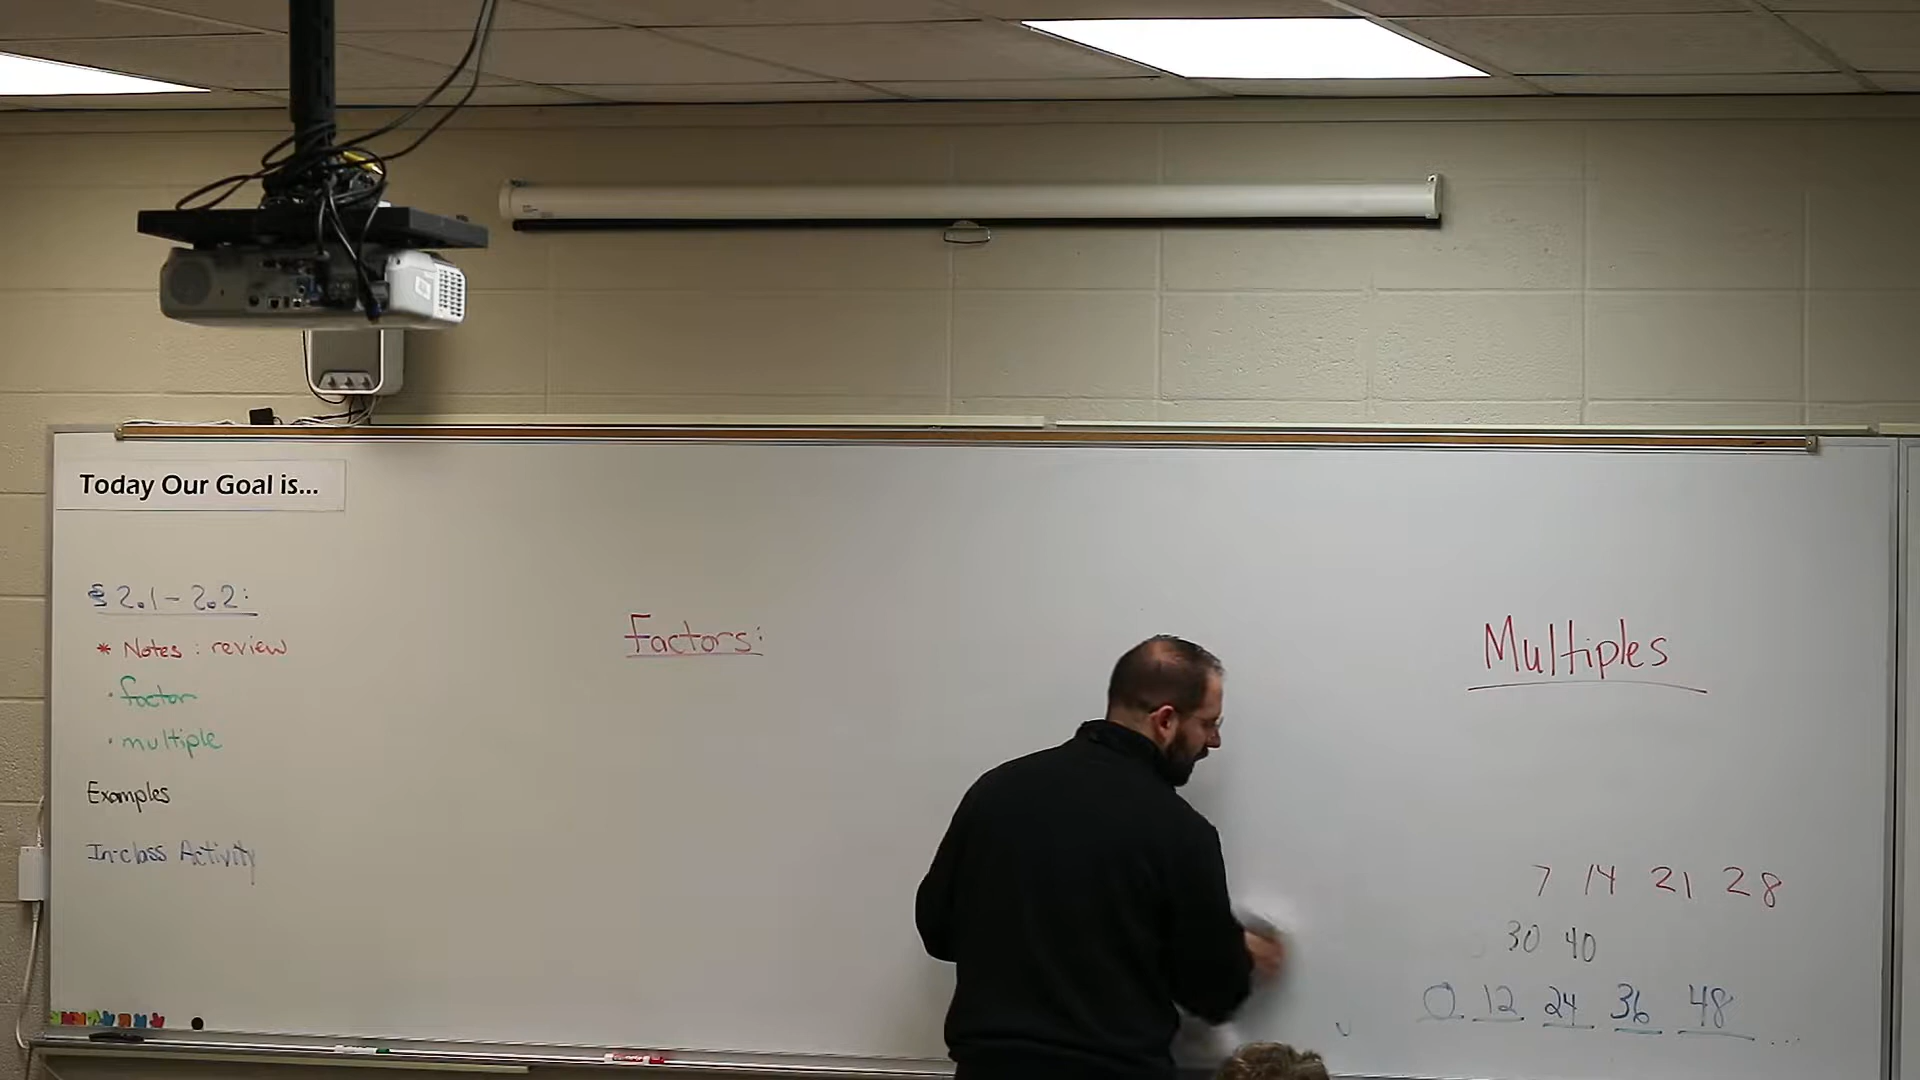 Today Our Goal is...
§ 2.1 - 2.2:
* Notes : review
· factor
· multiple
Examples
In-class Activity
Factors:
Multiples
7 14 21 28
30 40
0 12 24 36 48 ...